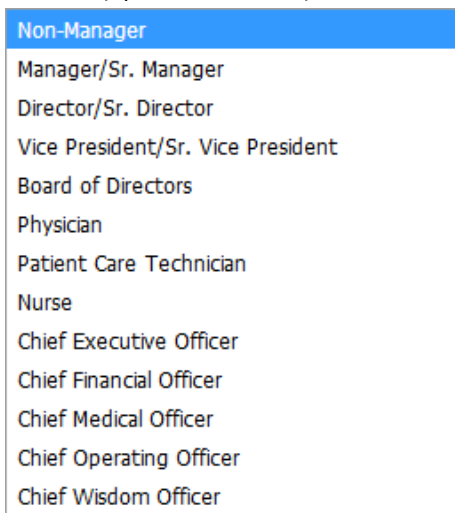 Non-Manager
Manager/Sr. Manager
Director/Sr. Director
Vice President/Sr. Vice President
Board of Directors
Physician
Patient Care Technician
Nurse
Chief Executive Officer
Chief Financial Officer
Chief Medical Officer
Chief Operating Officer
Chief Wisdom Officer